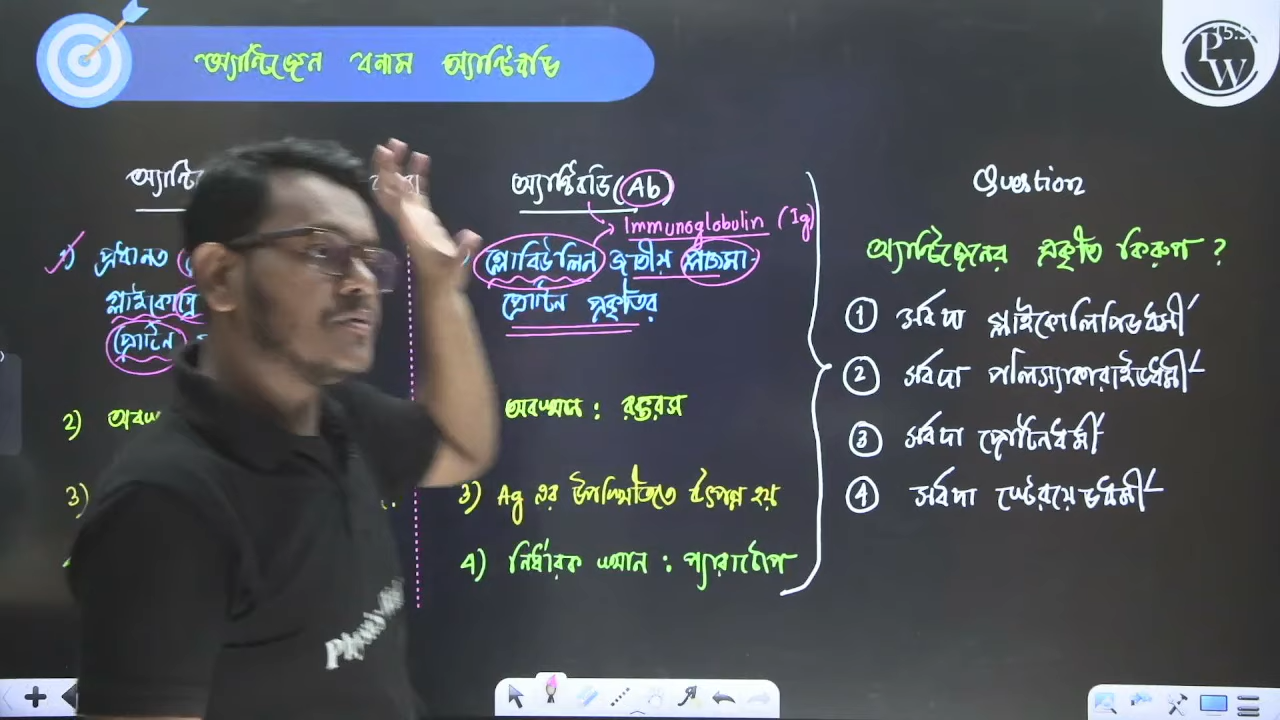 অ্যান্টিজেন বনাম অ্যান্টিবডি
PW
অ্যান্টিবডি (Ab)
Immunoglobulin (Ig)
1) প্রধানত
গ্লোবিউলিন জাতীয় প্লাজমা-
প্রোটিন প্রকৃতির
প্রোটিন
2)
অবস্থান : রক্তরস
3)
3) Ag এর উপস্থিতিতে উৎপন্ন হয়
4) নির্ধারক স্থান : প্যারাটোপ
Question
অ্যান্টিজেনের প্রকৃতি কিরূপ ?
1 সর্বদা গ্লাইকোলিপিডধর্মী
2 সর্বদা পলিস্যাকারাইডধর্মী
3 সর্বদা প্রোটিনধর্মী
4 সর্বদা স্টেরয়েডধর্মী